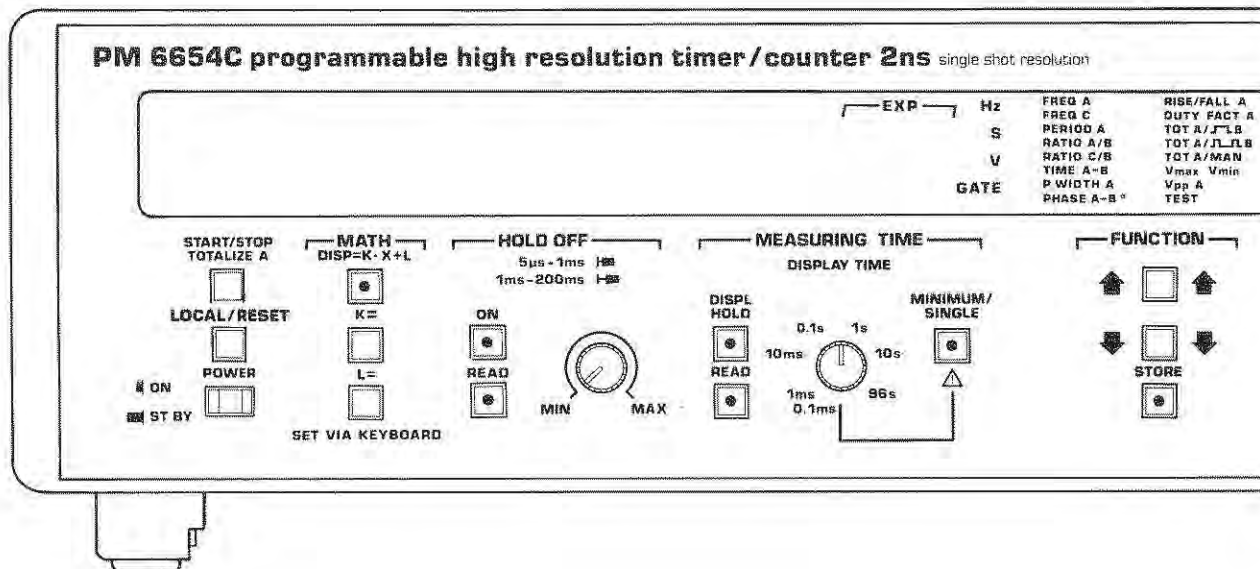 PM 6654C programmable high resolution timer/counter 2ns single shot resolution
EXP
Hz
S
V
GATE
FREQ A
FREQ C
PERIOD A
RATIO A/B
RATIO C/B
TIME A-B
P WIDTH A
PHASE A-B °
RISE/FALL A
DUTY FACT A
TOT A/ B
TOT A/ B
TOT A/MAN
Vmax Vmin
Vpp A
TEST
START/STOP
TOTALIZE A
LOCAL/RESET
POWER
ON
ST BY
MATH
DISP=K·X+L
K=
L=
SET VIA KEYBOARD
HOLD OFF
5µs-1ms
1ms-200ms
ON
READ
MIN
MAX
MEASURING TIME
DISPLAY TIME
DISPL
HOLD
READ
0.1s
1s
10ms
10s
1ms
96s
0.1ms
MINIMUM/
SINGLE
FUNCTION
STORE